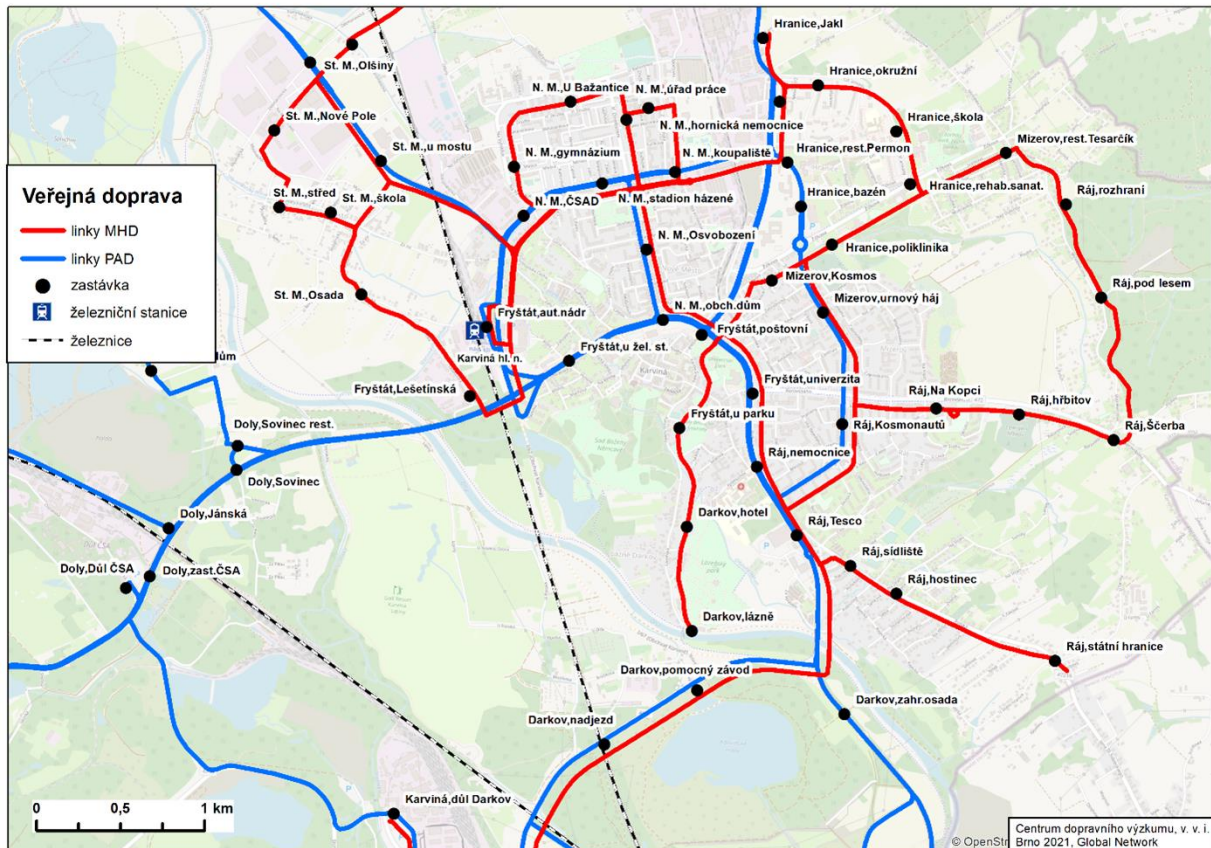 Hranice,Jakl
St. M.,Olšiny
Hranice,okružní
N. M.,U Bažantice
N. M.,úřad práce
St. M.,Nové Pole
N. M.,hornická nemocnice
Hranice,škola
Mizerov,rest.Tesarčík
St. M.,u mostu
N. M.,gymnázium
N. M.,koupaliště
Hranice,rest.Permon
Hranice,rehab.sanat.
Ráj,rozhraní
Veřejná doprava
St. M.,střed
St. M.,škola
Hranice,bazén
linky MHD
N. M.,ČSAD
N. M.,stadion házené
linky PAD
N. M.,Osvobození
Hranice,poliklinika
zastávka
Mizerov,Kosmos
železniční stanice
St. M.,Osada
Ráj,pod lesem
železnice
Fryštát,aut.nádr
N. M.,obch.dům
Mizerov,urnový háj
Karviná hl. n.
Fryštát,u žel. st.
Fryštát,poštovní
ům
Fryštát,Lešetínská
Karviná
Fryštát,univerzita
Ráj,Na Kopci
Ráj,hřbitov
Fryštát,u parku
Ráj,Kosmonautů
Ráj,Ščerba
Doly,Sovinec rest.
Doly,Sovinec
Ráj,nemocnice
Doly,Jánská
Darkov,hotel
Ráj,Tesco
Doly,Důl ČSA
Doly,zast.ČSA
Ráj,sídliště
Ráj,hostinec
Darkov,lázně
Ráj,státní hranice
Darkov,pomocný závod
Darkov,zahr.osada
Darkov,nadjezd
0 0,5 1 km
Karviná,důl Darkov
© OpenStr
Centrum dopravního výzkumu, v. v. i.
Brno 2021, Global Network